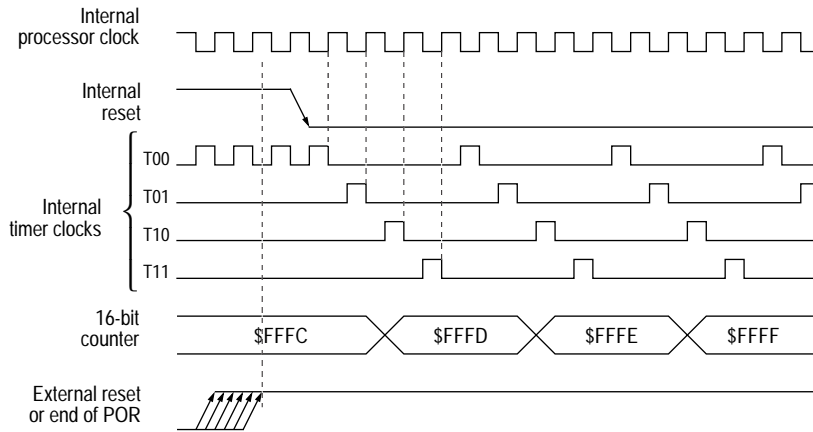 Internal
processor clock
Internal
reset
Internal
timer clocks
T00
T01
T10
T11
16-bit
counter
$FFFC
$FFFD
$FFFE
$FFFF
External reset
or end of POR